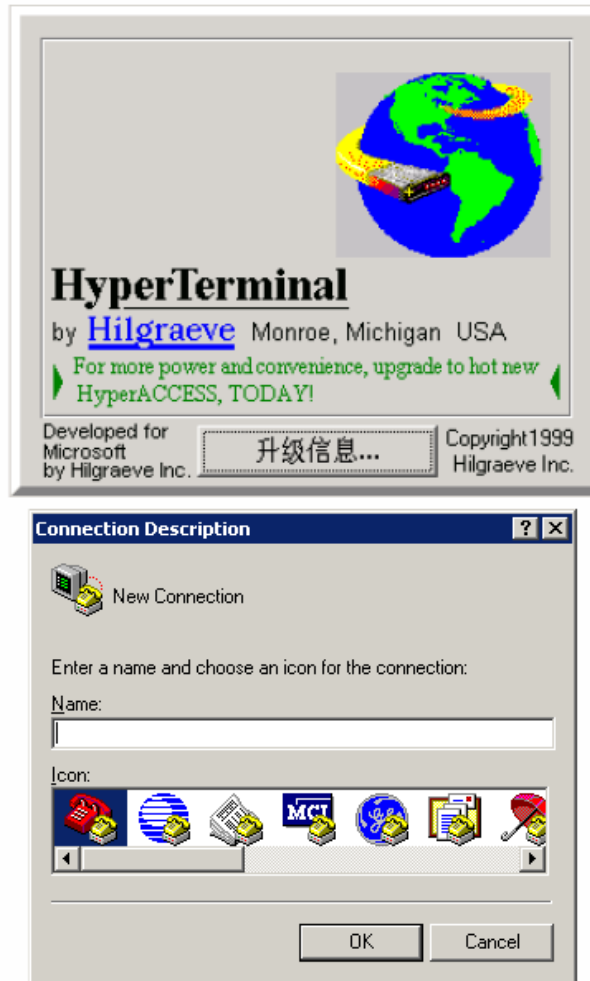 HyperTerminal
by Hilgraeve Monroe, Michigan USA
For more power and convenience, upgrade to hot new
HyperACCESS, TODAY!
Developed for
Microsoft
by Hilgraeve Inc.
升级信息...
Copyright1999
Hilgraeve Inc.
Connection Description
New Connection
Enter a name and choose an icon for the connection:
Name:
Icon:
MCI
OK Cancel